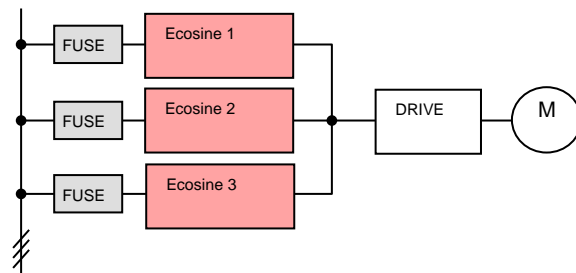 FUSE
Ecosine 1
FUSE
Ecosine 2
DRIVE
M
FUSE
Ecosine 3